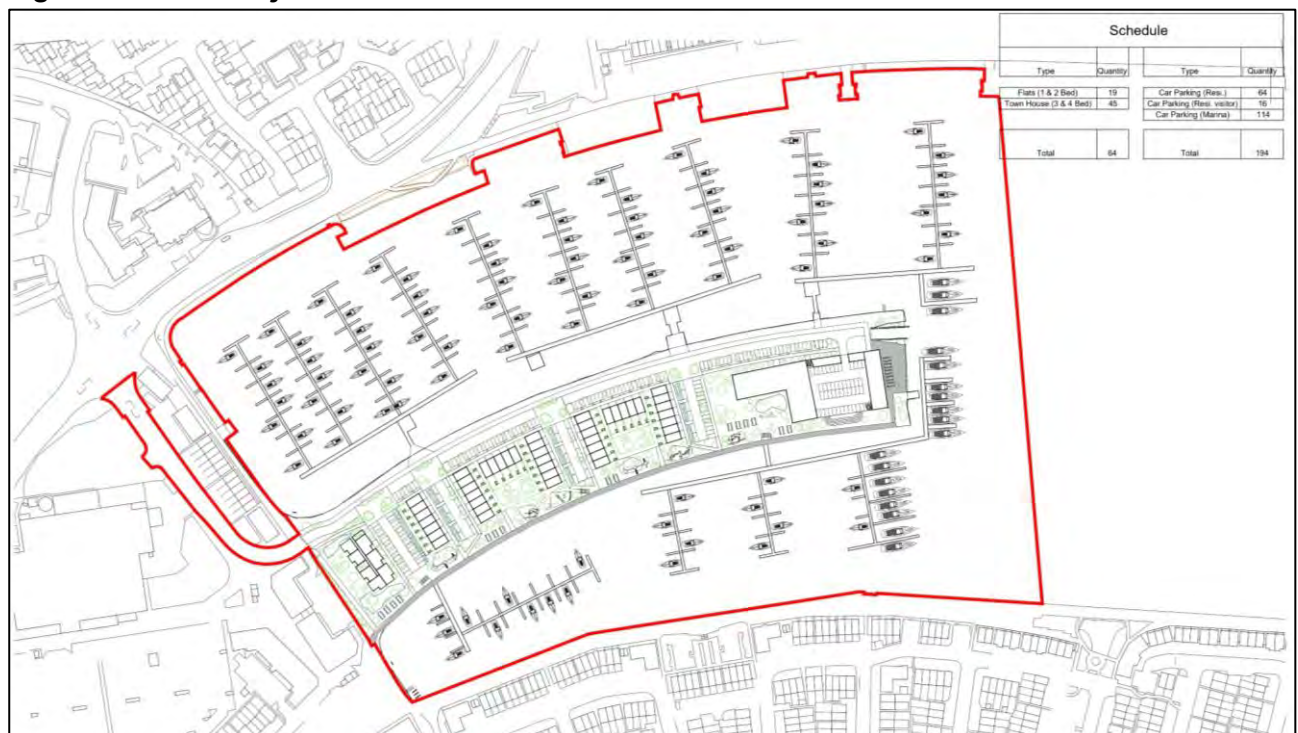 Schedule
Type Quantity Type Quantity
Flats (1 & 2 Bed) 19 Car Parking (Resi.) 64
Town House (3 & 4 Bed) 45 Car Parking (Resi. visitor) 16
Car Parking (Marina) 114
Total 64 Total 194